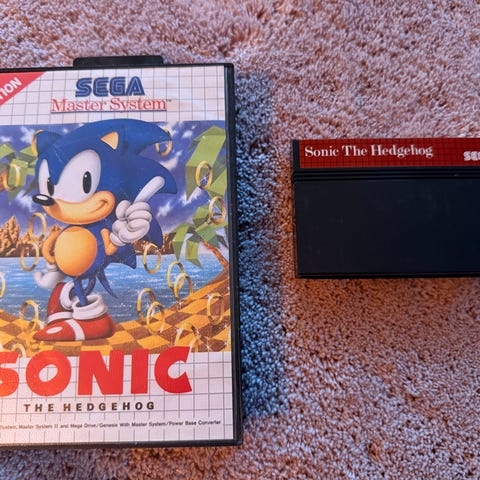 TION
SEGA
Master System™
SONIC
THE HEDGEHOG
System, Master System II and Mega Drive/Genesis With Master System/Power Base Converter
Sonic The Hedgehog
SEG